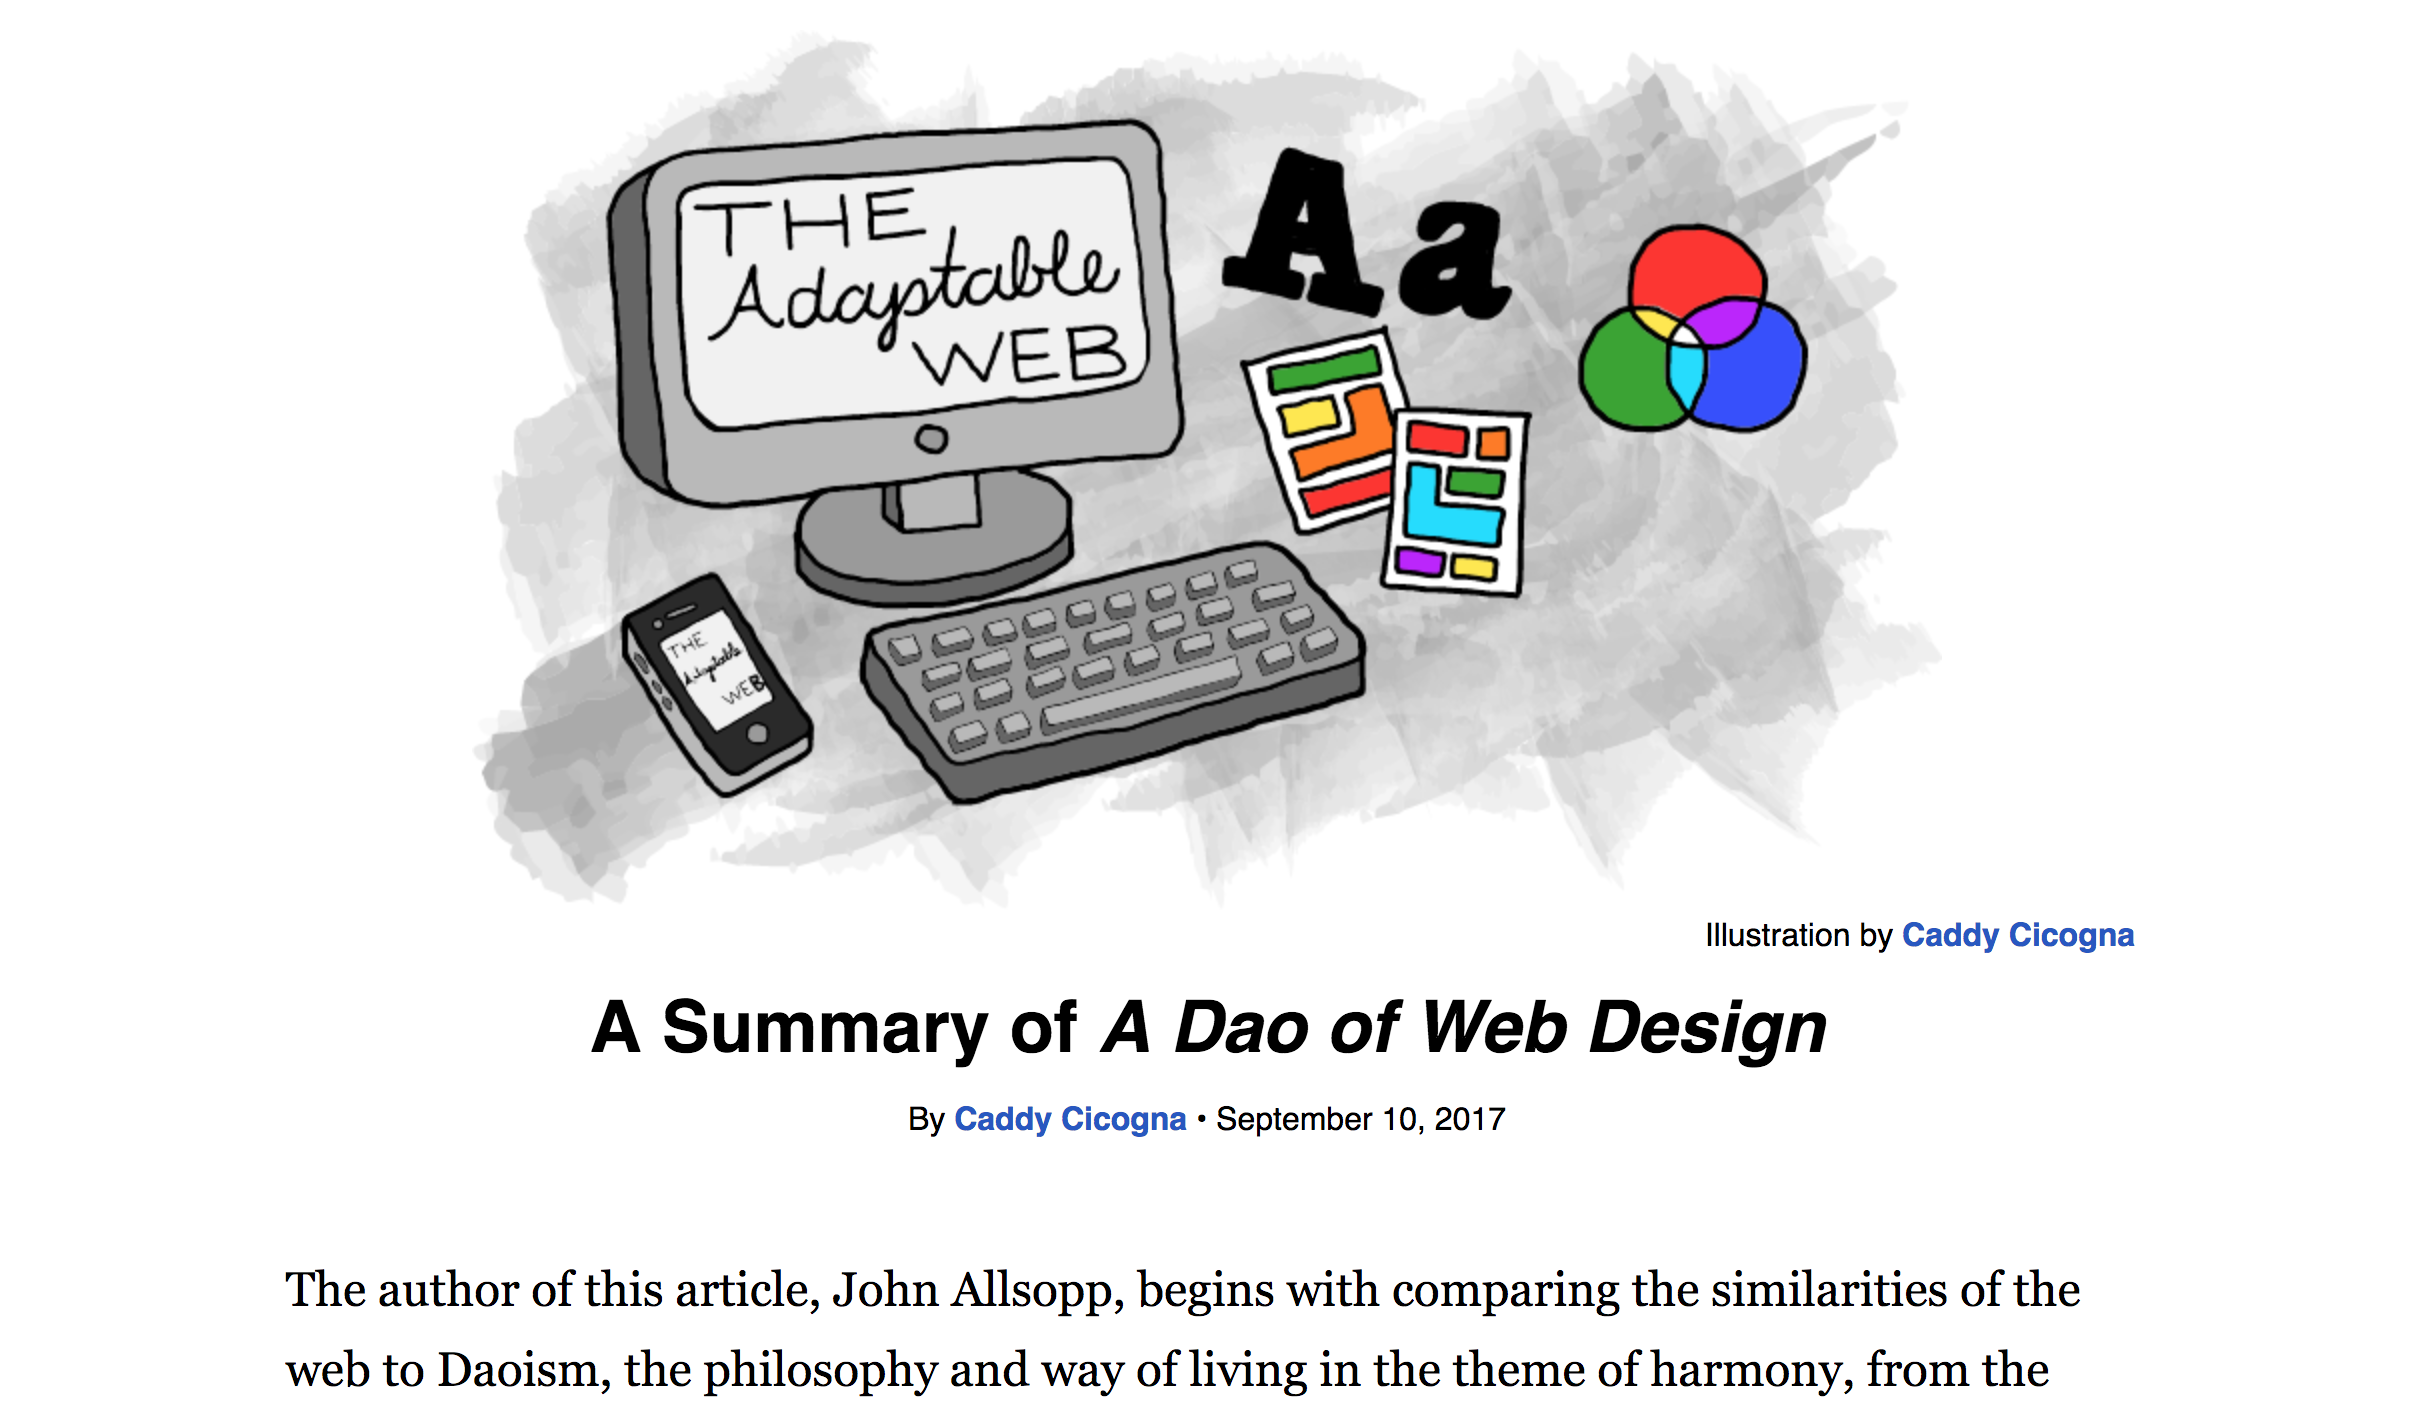 THE
Adaptable
WEB
Aa
THE
Adaptable
WEB
Illustration by Caddy Cicogna
A Summary of A Dao of Web Design
By Caddy Cicogna • September 10, 2017
The author of this article, John Allsopp, begins with comparing the similarities of the
web to Daoism, the philosophy and way of living in the theme of harmony, from the